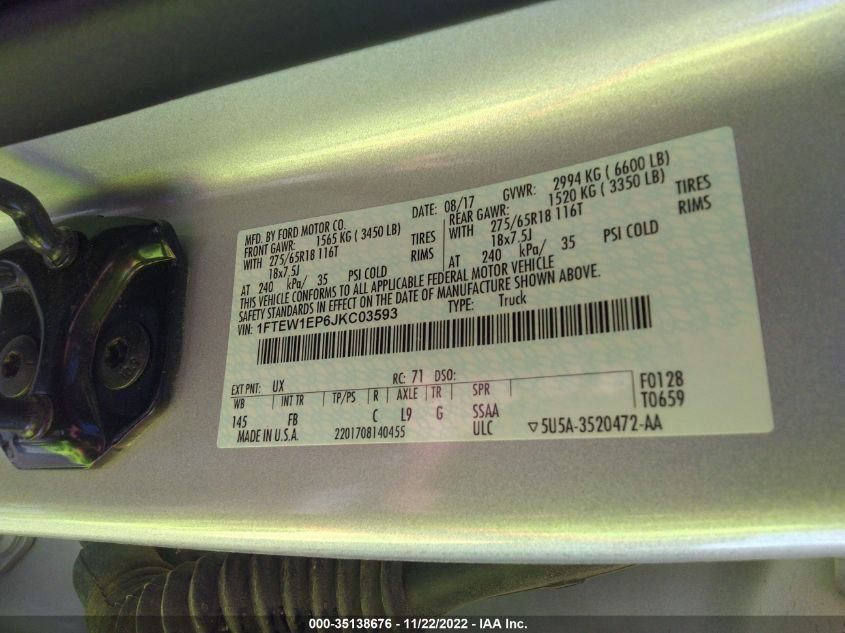 MFG. BY FORD MOTOR CO. DATE: 08/17 GVWR: 2994 KG ( 6600 LB)
FRONT GAWR: 1565 KG ( 3450 LB) REAR GAWR: 1520 KG ( 3350 LB)
WITH 275/65R18 116T TIRES WITH 275/65R18 116T TIRES
18x7.5J RIMS 18x7.5J RIMS
AT 240 kPa/ 35 PSI COLD AT 240 kPa/ 35 PSI COLD
THIS VEHICLE CONFORMS TO ALL APPLICABLE FEDERAL MOTOR VEHICLE
SAFETY STANDARDS IN EFFECT ON THE DATE OF MANUFACTURE SHOWN ABOVE.
VIN: 1FTEW1EP6JKC03593 TYPE: Truck
EXT PNT: UX RC: 71 DSO: F0128
WB INT TR TP/PS R AXLE TR SPR T0659
145 FB C L9 G SSAA
MADE IN U.S.A. 2201708140455 ULC ▽5U5A-3520472-AA
000-35138676 - 11/22/2022 - IAA Inc.